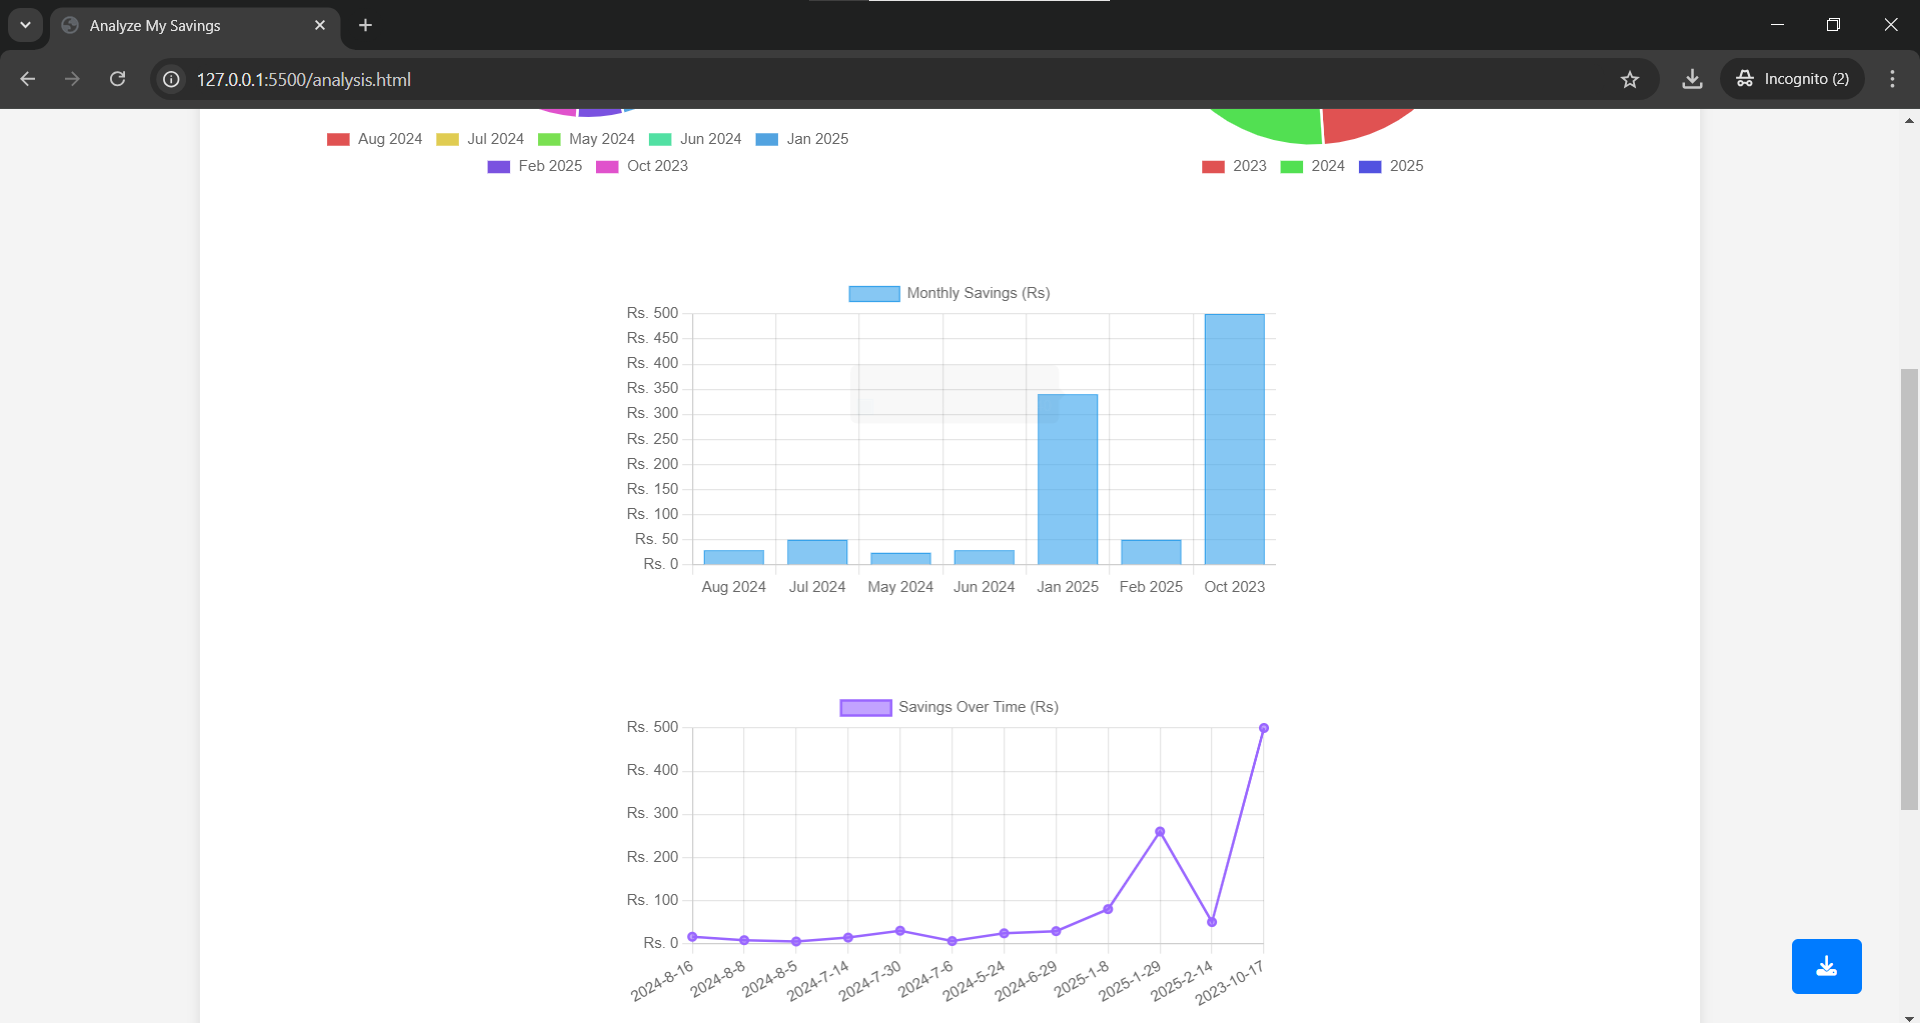 Analyze My Savings
127.0.0.1:5500/analysis.html
Incognito (2)
Aug 2024 Jul 2024 May 2024 Jun 2024 Jan 2025
Feb 2025 Oct 2023
2023 2024 2025
Monthly Savings (Rs)
Rs. 500
Rs. 450
Rs. 400
Rs. 350
Rs. 300
Rs. 250
Rs. 200
Rs. 150
Rs. 100
Rs. 50
Rs. 0
Aug 2024 Jul 2024 May 2024 Jun 2024 Jan 2025 Feb 2025 Oct 2023
Savings Over Time (Rs)
Rs. 500
Rs. 400
Rs. 300
Rs. 200
Rs. 100
Rs. 0
2024-8-16 2024-8-8 2024-8-5 2024-7-14 2024-7-30 2024-7-6 2024-5-24 2024-6-29 2025-1-8 2025-1-29 2025-2-14 2023-10-17